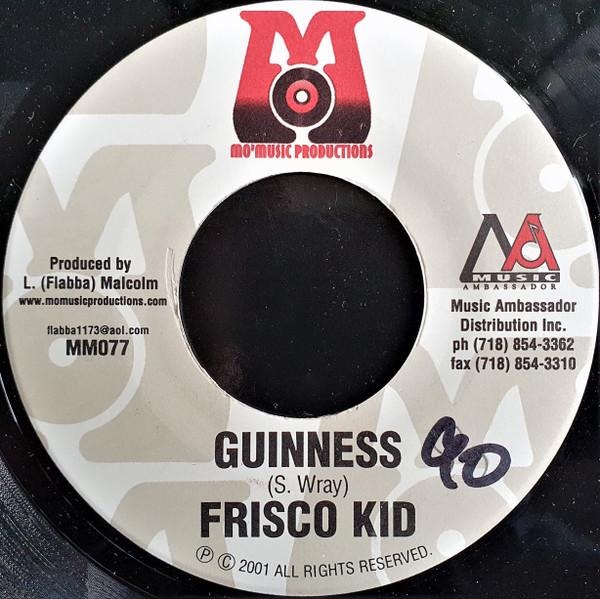 M
MO'MUSIC PRODUCTIONS
Produced by
L. (Flabba) Malcolm
www.momusicproductions.com
flabba1173@aol.com
MM077
MA
MUSIC
AMBASSADOR
Music Ambassador
Distribution Inc.
ph (718) 854-3362
fax (718) 854-3310
GUINNESS
90
(S. Wray)
FRISCO KID
Ⓟ © 2001 ALL RIGHTS RESERVED.